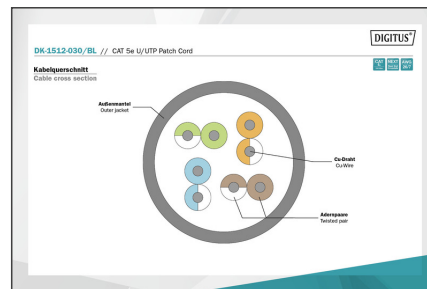 DIGITUS®
DK-1512-030/BL // CAT 5e U/UTP Patch Cord
Kabelquerschnitt
Cable cross section
Außenmantel
Outer jacket
Cu-Draht
Cu-Wire
Adernpaare
Twisted pair